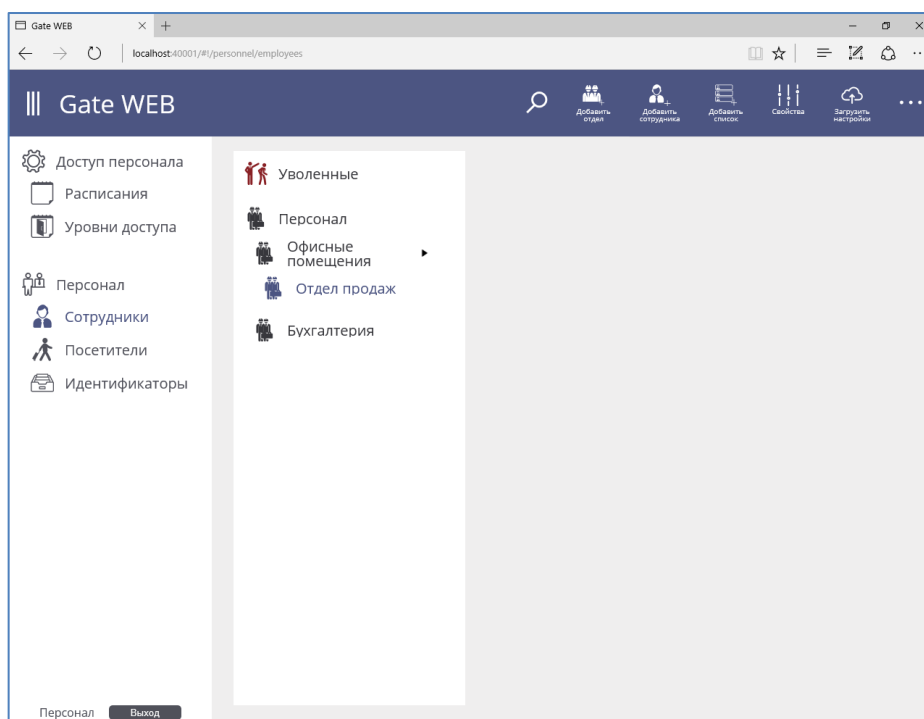 Gate WEB
localhost:40001/#!/personnel/employees
Gate WEB
Добавить
отдел
Добавить
сотрудника
Добавить
список
Свойства
Загрузить
настройки
Доступ персонала
Расписания
Уровни доступа
Персонал
Сотрудники
Посетители
Идентификаторы
Уволенные
Персонал
Офисные
помещения
Отдел продаж
Бухгалтерия
Персонал
Выход